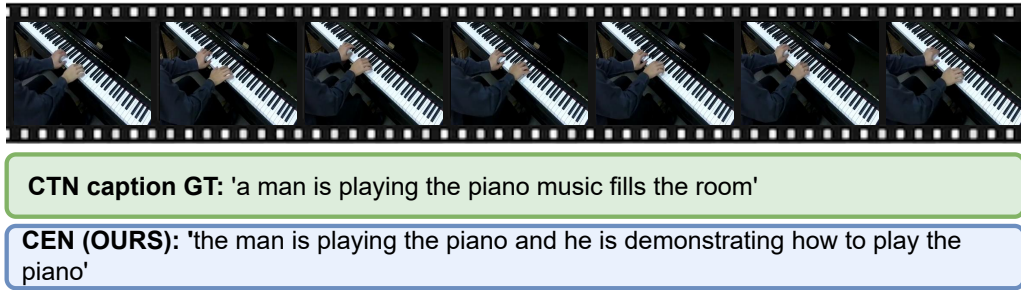 CTN caption GT: 'a man is playing the piano music fills the room'
CEN (OURS): 'the man is playing the piano and he is demonstrating how to play the
piano'